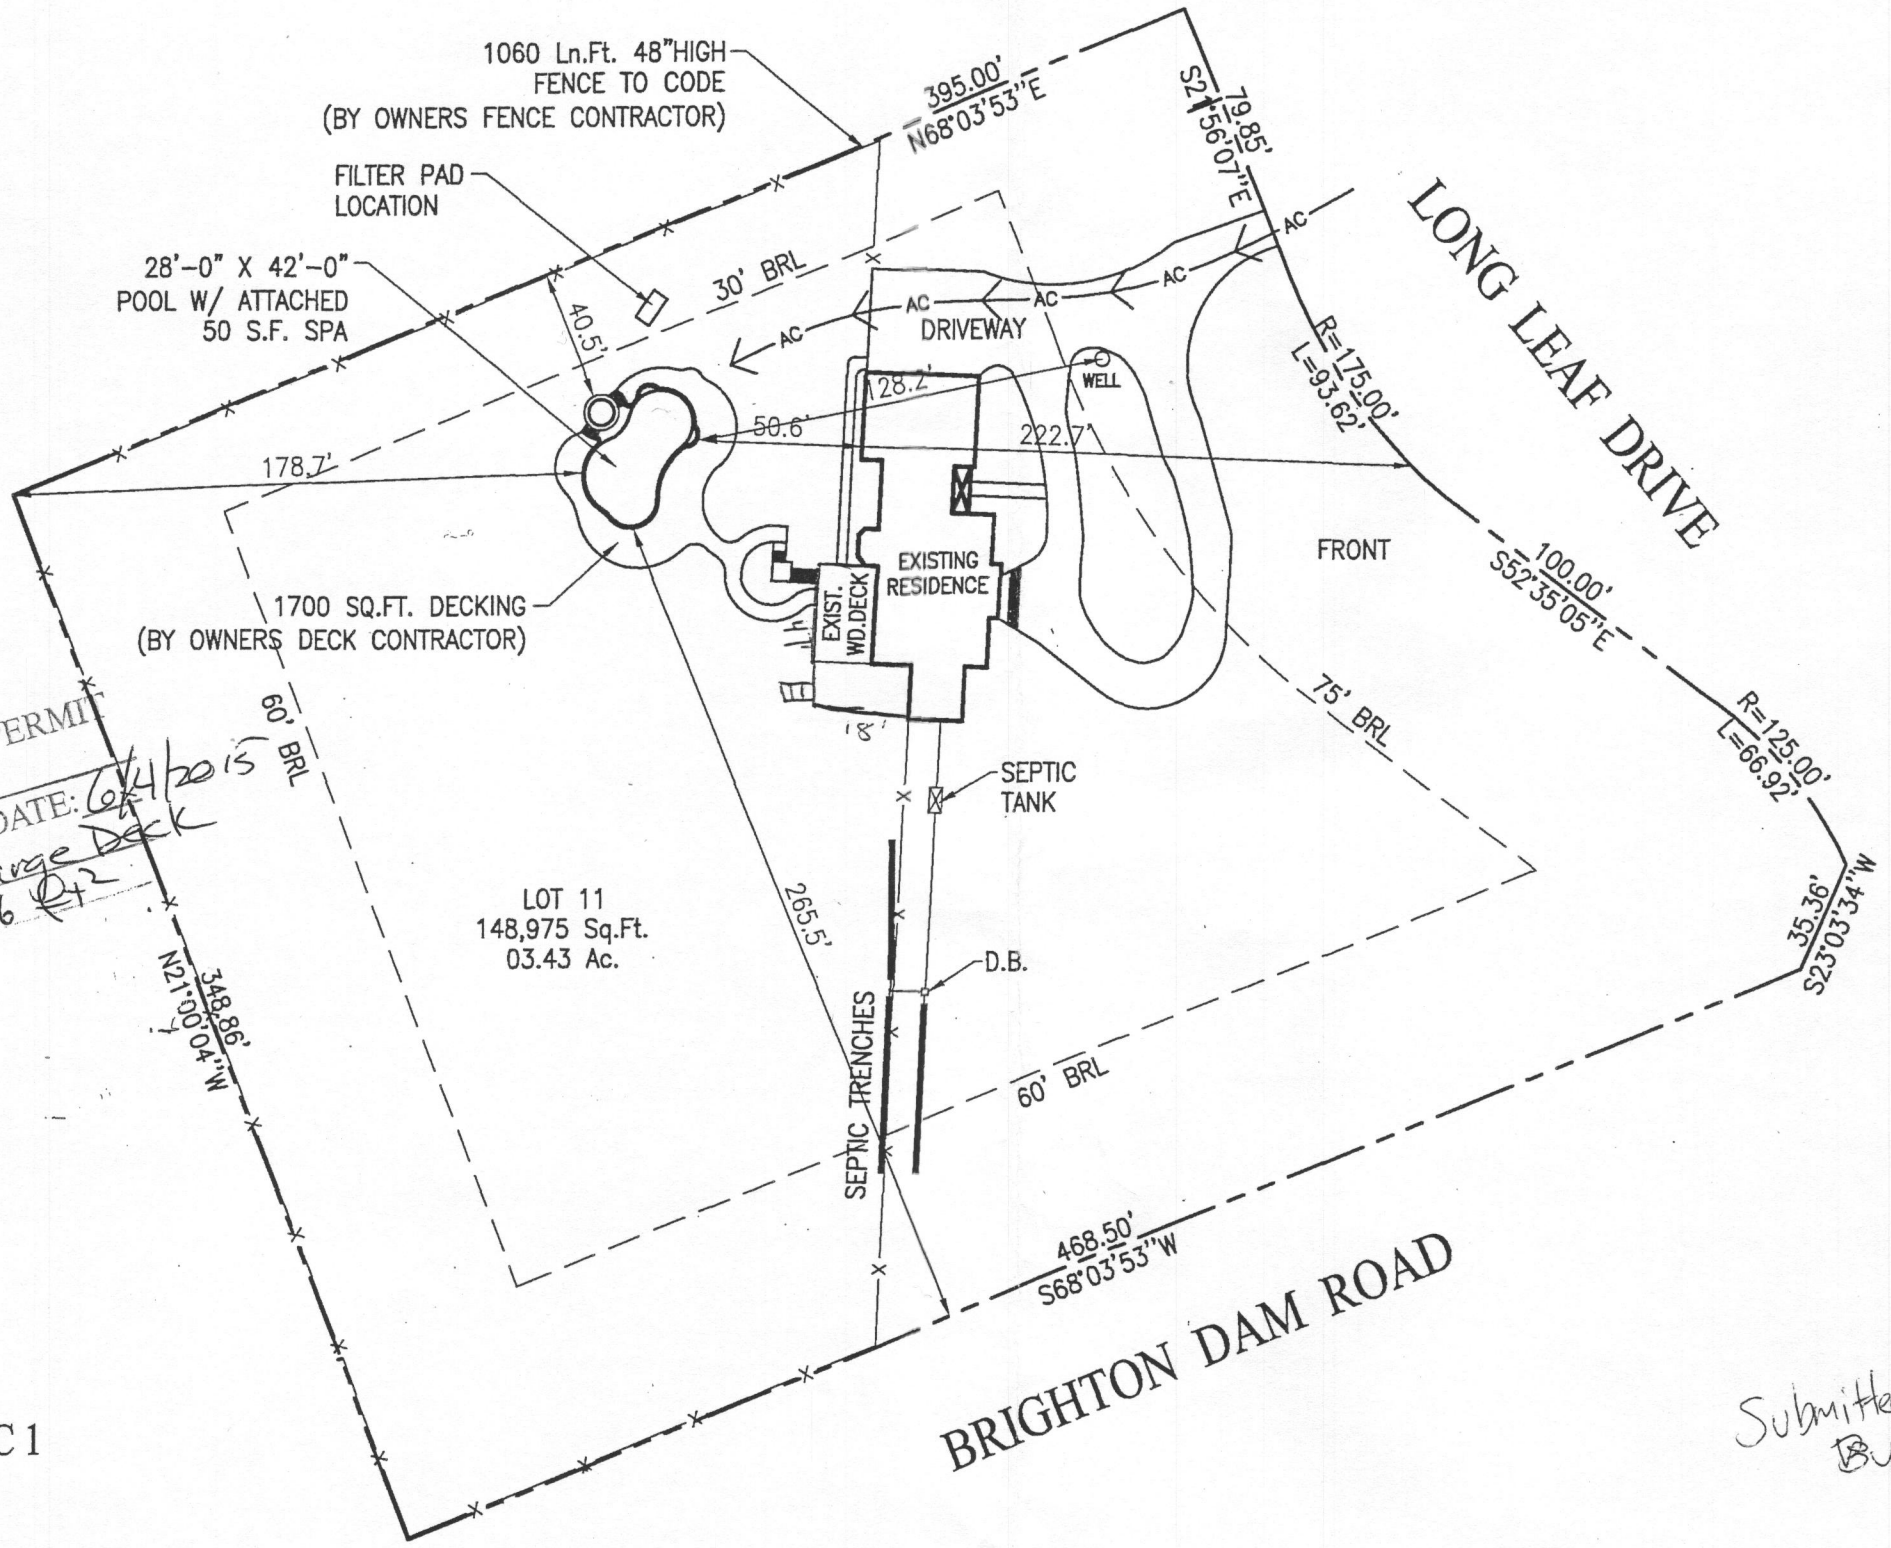 1060 Ln.Ft. 48"HIGH
FENCE TO CODE
(BY OWNERS FENCE CONTRACTOR)
395.00'
N68°03'53"E
79.85'
S21°56'07"E
FILTER PAD
LOCATION
LONG LEAF DRIVE
28'-0" X 42'-0"
POOL W/ ATTACHED
50 S.F. SPA
30' BRL
40.5'
AC
AC
AC
AC
AC
DRIVEWAY
WELL
R=175.00'
L=93.62'
128.2'
50.6'
222.7'
178.7'
FRONT
100.00'
S52°35'05"E
EXISTING
RESIDENCE
EXIST.
WD.DECK
1700 SQ.FT. DECKING
(BY OWNERS DECK CONTRACTOR)
60' BRL
75' BRL
R=125.00'
L=66.92'
ERMIT
DATE: 6/4/2015
Deck
18'
SEPTIC
TANK
LOT 11
148,975 Sq.Ft.
03.43 Ac.
265.5'
35.36'
S23°03'34"W
D.B.
348.86'
N21°00'04"W
SEPTIC TRENCHES
60' BRL
468.50'
S68°03'53"W
BRIGHTON DAM ROAD
C 1
Submitte
Bu